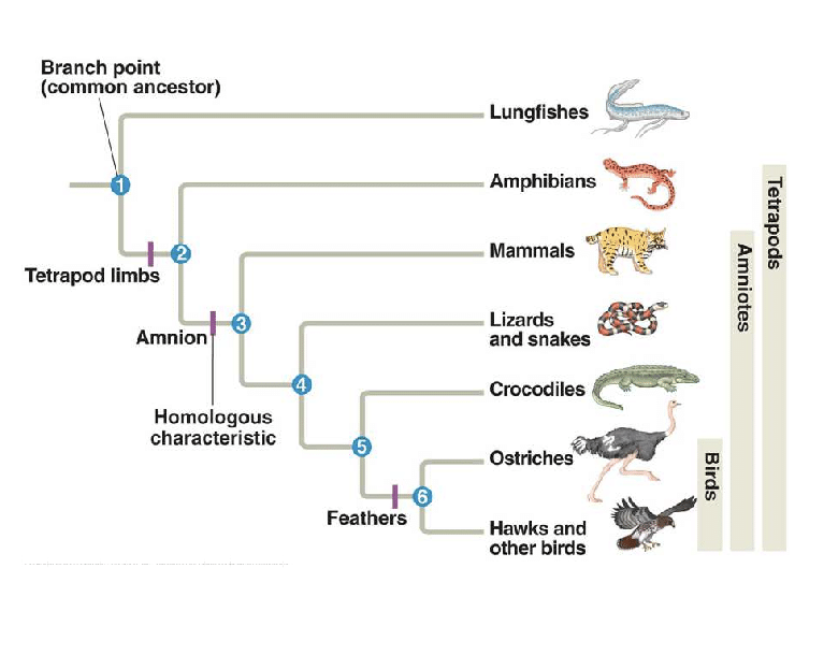 Branch point
(common ancestor)
Lungfishes
Amphibians
Tetrapods
1
2
Mammals
Amniotes
Tetrapod limbs
3
Lizards
and snakes
Amnion
4
Crocodiles
Homologous
characteristic
5
Ostriches
Birds
6
Feathers
Hawks and
other birds